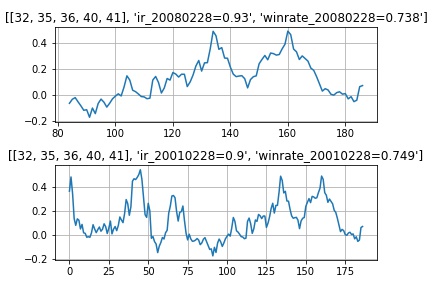 [[32, 35, 36, 40, 41], 'ir_20080228=0.93', 'winrate_20080228=0.738']
0.4
0.2
0.0
−0.2
80 100 120 140 160 180
[[32, 35, 36, 40, 41], 'ir_20010228=0.9', 'winrate_20010228=0.749']
0.4
0.2
0.0
−0.2
0 25 50 75 100 125 150 175